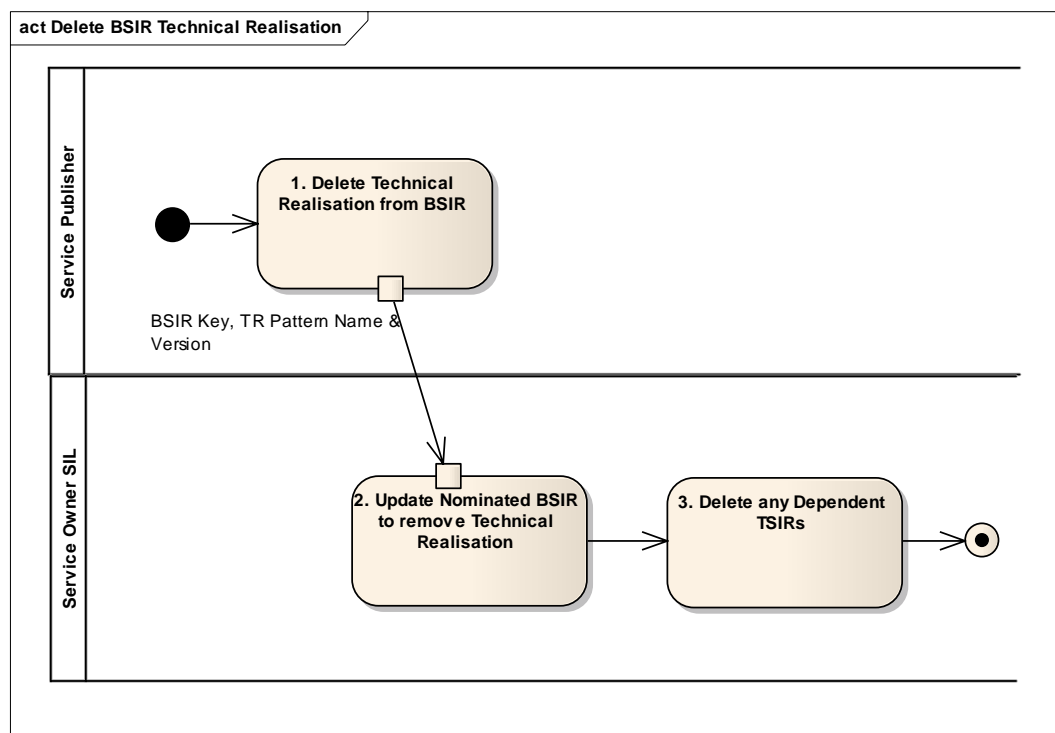 act Delete BSIR Technical Realisation
Service Publisher
1. Delete Technical
Realisation from BSIR
BSIR Key, TR Pattern Name &
Version
Service Owner SIL
2. Update Nominated BSIR
to remove Technical
Realisation
3. Delete any Dependent
TSIRs